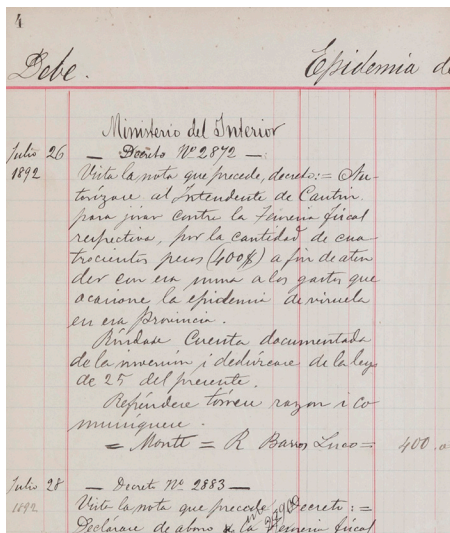 4
Debe.
Epidemia de
Ministerio del Interior
Julio 26 — Decreto Nº 2872 —
1892 Vista la nota que precede, decreto: = Au-
torízase al Intendente de Cautin
para jirar contra la Tesoreria fiscal
respectiva, por la cantidad de cua
trocientos pesos (400$) a fin de aten
der con esa suma a los gastos que
ocasione la epidemia de viruela
en esa Provincia.
Ríndase Cuenta documentada
de la inversion i dedúzcase de la ley
de 25 del presente.
Refréndese tómese razon i co
muníquese.
= Montt = R Barros Luco = 400.
Julio 28 — Decreto Nº 2883 —
1892 Vista la nota que precede Decreto: =
Declárase de abono a la Tesoreria fiscal